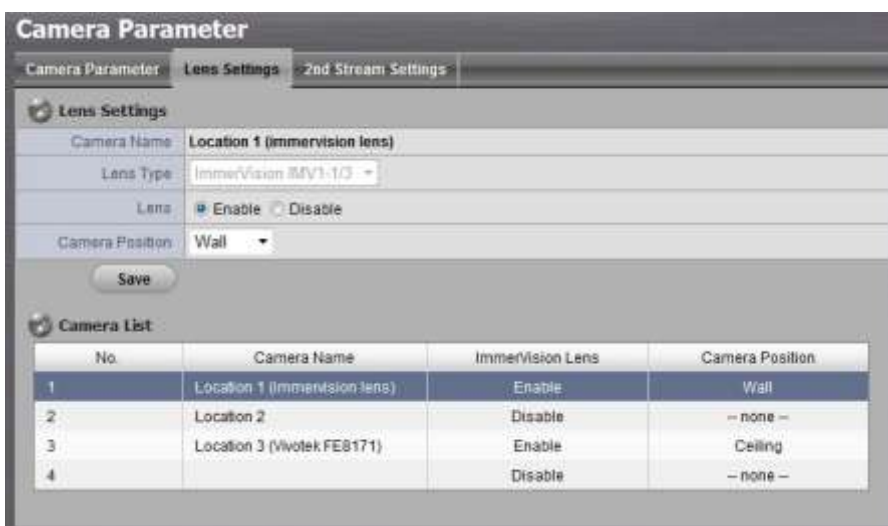 Camera Parameter
Camera Parameter Lens Settings 2nd Stream Settings
Lens Settings
Camera Name Location 1 (immervision lens)
Lens Type ImmerVision IMV1-1/3
Lens Enable Disable
Camera Position Wall
Save
Camera List
No. Camera Name ImmerVision Lens Camera Position
1 Location 1 (immervision lens) Enable Wall
2 Location 2 Disable -- none --
3 Location 3 (Vivotek FE8171) Enable Ceiling
4 Disable -- none --